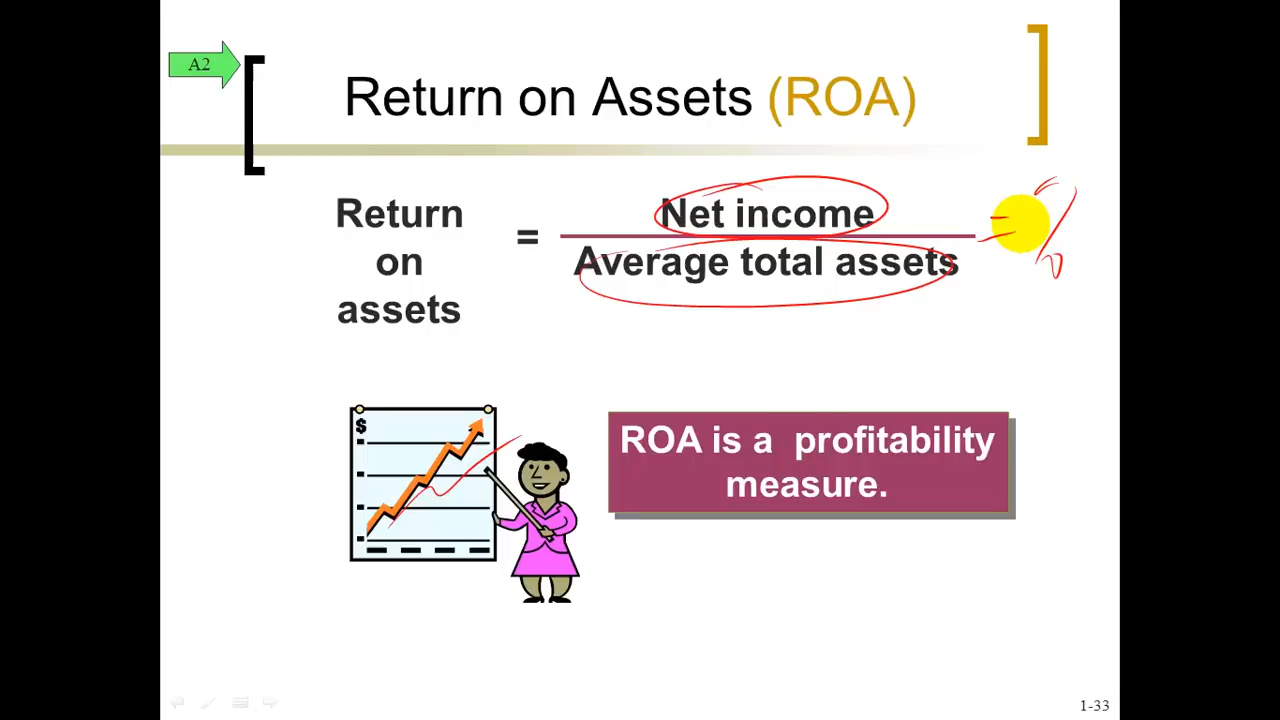 A2
Return on Assets (ROA)
Return
on
assets
=
Net income
Average total assets
= %
$
ROA is a profitability
measure.
1-33